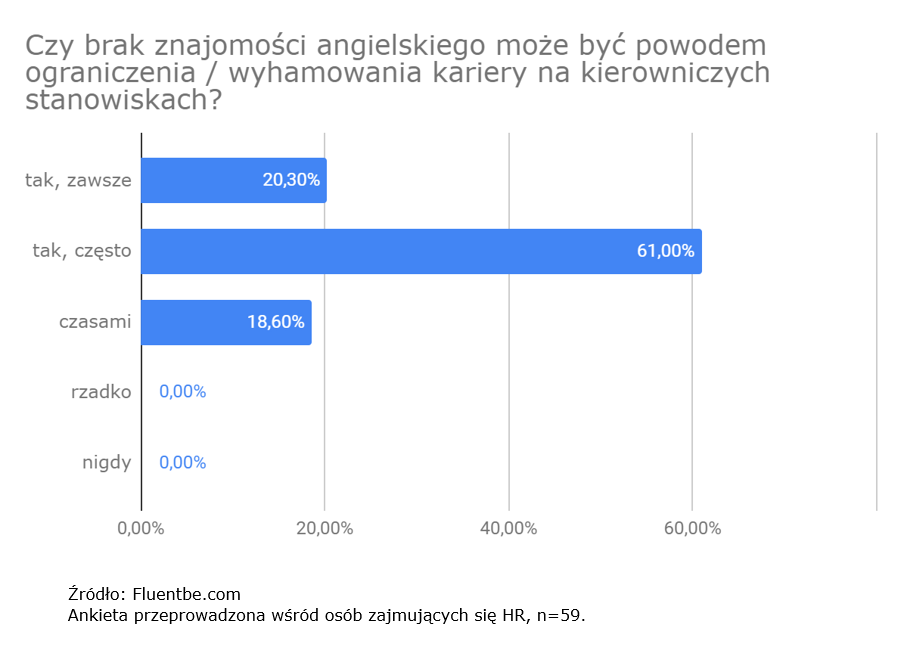 Czy brak znajomości angielskiego może być powodem
ograniczenia / wyhamowania kariery na kierowniczych
stanowiskach?
tak, zawsze 20,30%
tak, często 61,00%
czasami 18,60%
rzadko 0,00%
nigdy 0,00%
0,00% 20,00% 40,00% 60,00%
Źródło: Fluentbe.com
Ankieta przeprowadzona wśród osób zajmujących się HR, n=59.